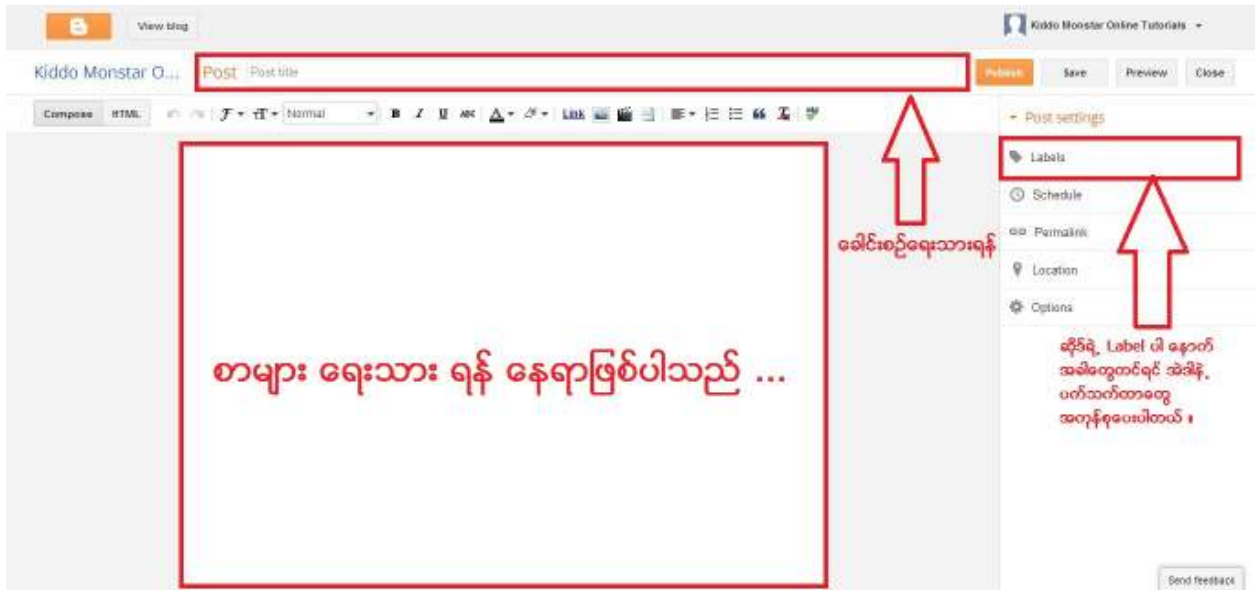 View blog
Kiddo Monstar Online Tutorials
Kiddo Monstar O...
Post Post title
Publish Save Preview Close
Compose HTML Normal B I U ABC A Link
Post settings
Labels
Schedule
Permalink
Location
Options
ခေါင်းစဉ်ရေးသားရန်
စာများ ရေးသား ရန် နေရာဖြစ်ပါသည် ...
ဆိုဒ်ရဲ့ Label ပါ နောက်
အခါတွေတင်ရင် အဲဒါနဲ့
ပက်သက်တာတွေ
အကုန်စုပေးပါတယ် ။
Send feedback